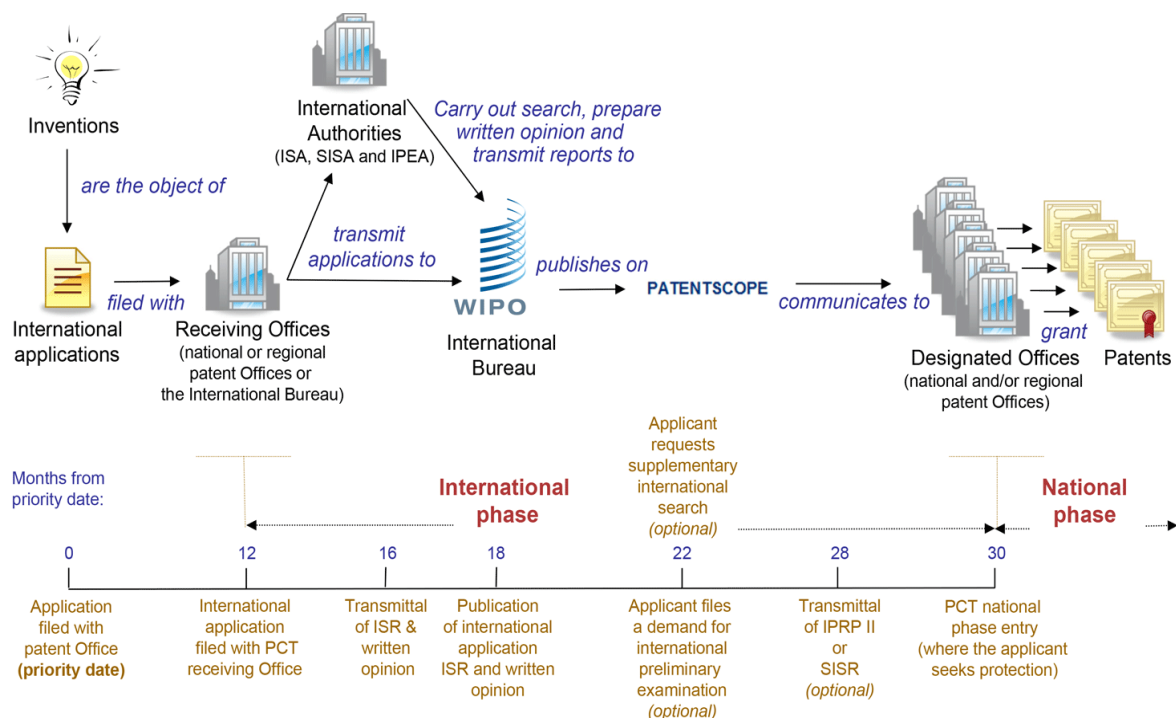 Inventions
are the object of
International
applications
filed with
Receiving Offices
(national or regional
patent Offices or
the International Bureau)
International
Authorities
(ISA, SISA and IPEA)
transmit
applications to
Carry out search, prepare
written opinion and
transmit reports to
WIPO
International
Bureau
publishes on
PATENTSCOPE
communicates to
Designated Offices
(national and/or regional
patent Offices)
grant
Patents
Months from
priority date:
International
phase
Applicant
requests
supplementary
international
search
(optional)
National
phase
0
12
16
18
22
28
30
Application
filed with
patent Office
(priority date)
International
application
filed with PCT
receiving Office
Transmittal
of ISR &
written
opinion
Publication
of international
application
ISR and written
opinion
Applicant files
a demand for
international
preliminary
examination
(optional)
Transmittal
of IPRP II
or
SISR
(optional)
PCT national
phase entry
(where the applicant
seeks protection)